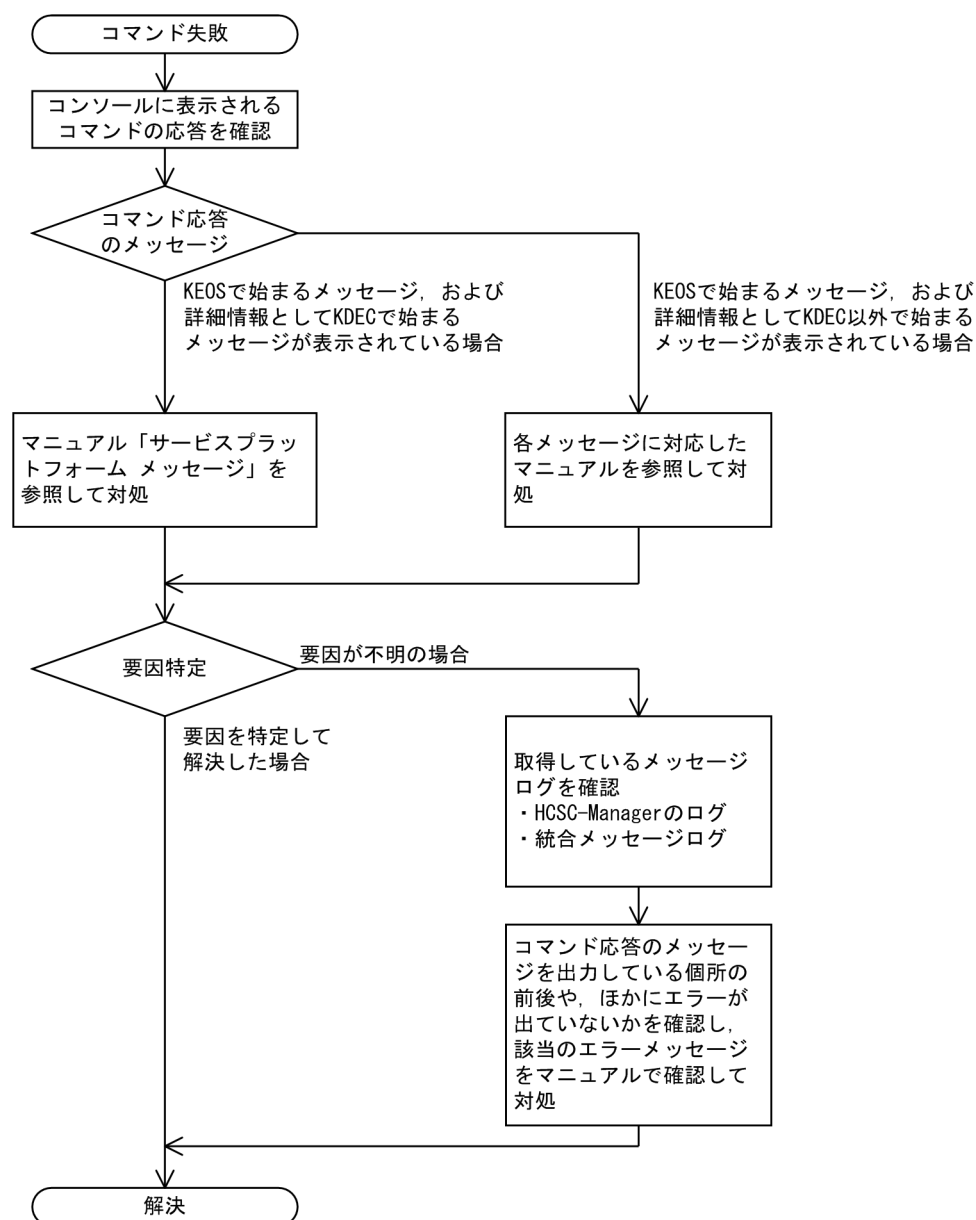 コマンド失敗
コンソールに表示される
コマンドの応答を確認
コマンド応答
のメッセージ
KEOSで始まるメッセージ，および
詳細情報としてKDECで始まる
メッセージが表示されている場合
KEOSで始まるメッセージ，および
詳細情報としてKDEC以外で始まる
メッセージが表示されている場合
マニュアル「サービスプラッ
トフォーム メッセージ」を
参照して対処
各メッセージに対応した
マニュアルを参照して対
処
要因特定
要因が不明の場合
要因を特定して
解決した場合
取得しているメッセージ
ログを確認
・HCSC-Managerのログ
・統合メッセージログ
コマンド応答のメッセー
ジを出力している個所の
前後や，ほかにエラーが
出ていないかを確認し，
該当のエラーメッセージ
をマニュアルで確認して
対処
解決